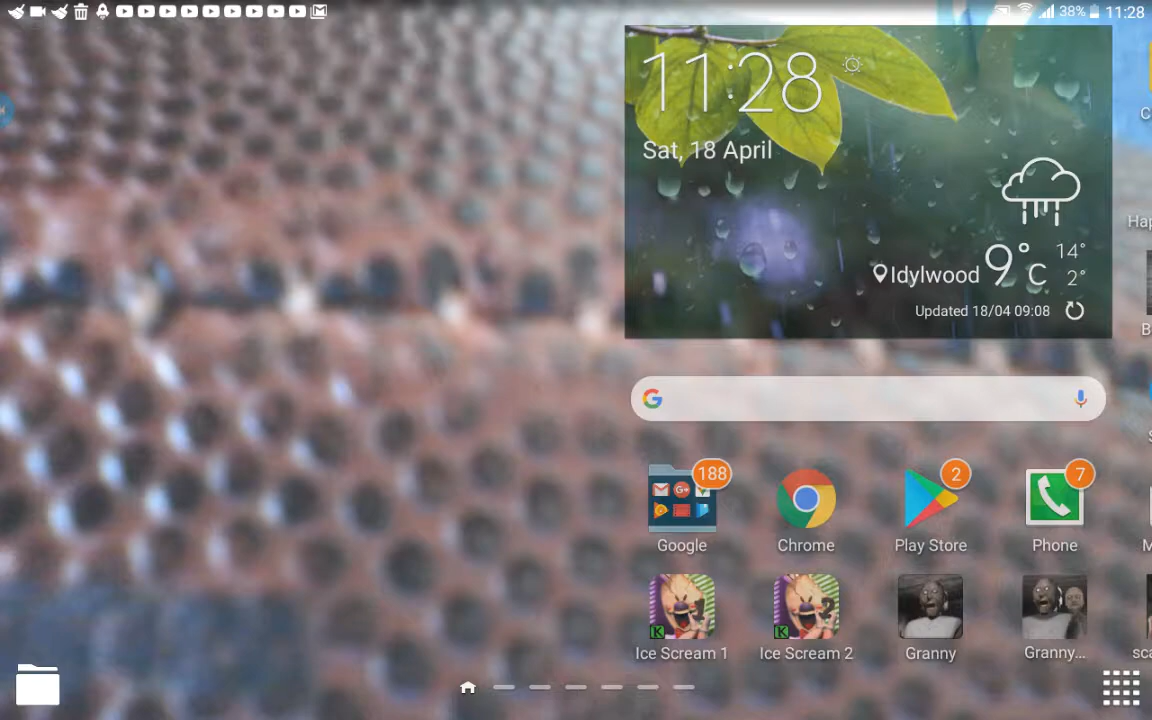 38% 11:28
11:28
Sat, 18 April
Idylwood 9°C 14° 2°
Updated 18/04 09:08
188 2 7
Google Chrome Play Store Phone
Ice Scream 1 Ice Scream 2 Granny Granny...